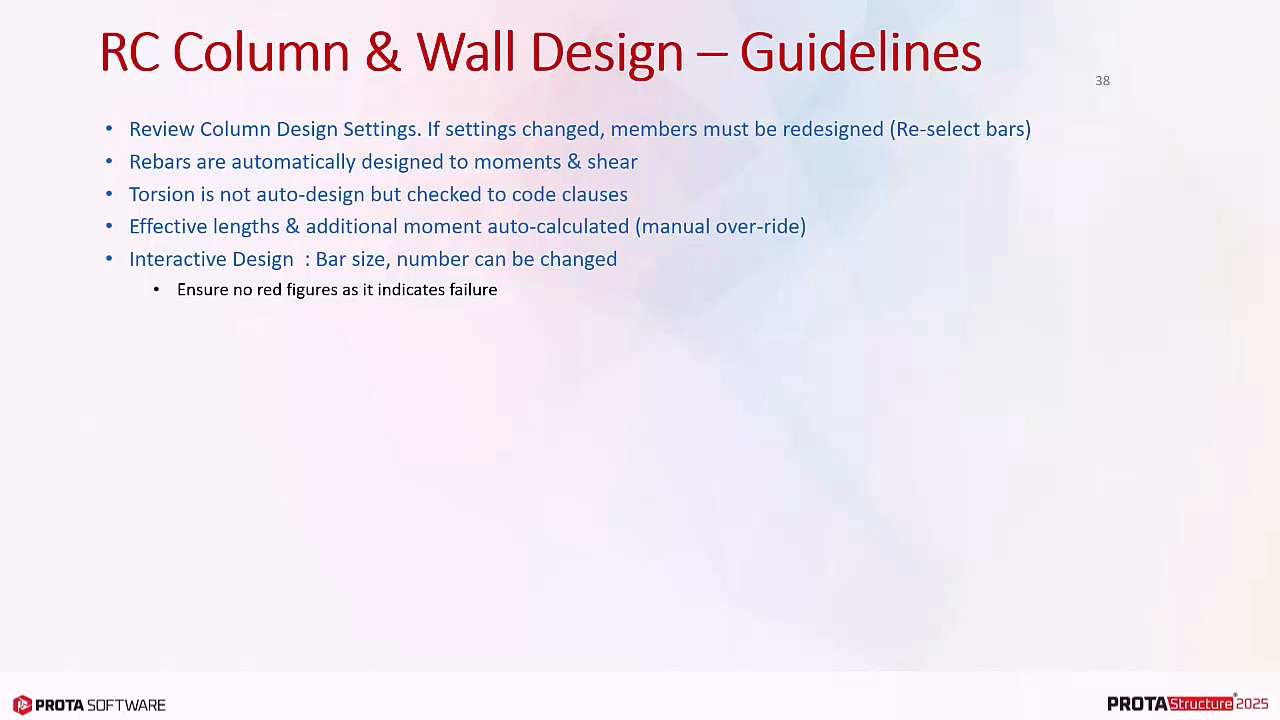 RC Column & Wall Design – Guidelines
38
• Review Column Design Settings. If settings changed, members must be redesigned (Re-select bars)
• Rebars are automatically designed to moments & shear
• Torsion is not auto-design but checked to code clauses
• Effective lengths & additional moment auto-calculated (manual over-ride)
• Interactive Design : Bar size, number can be changed
• Ensure no red figures as it indicates failure
PROTA SOFTWARE
PROTAStructure® 2025